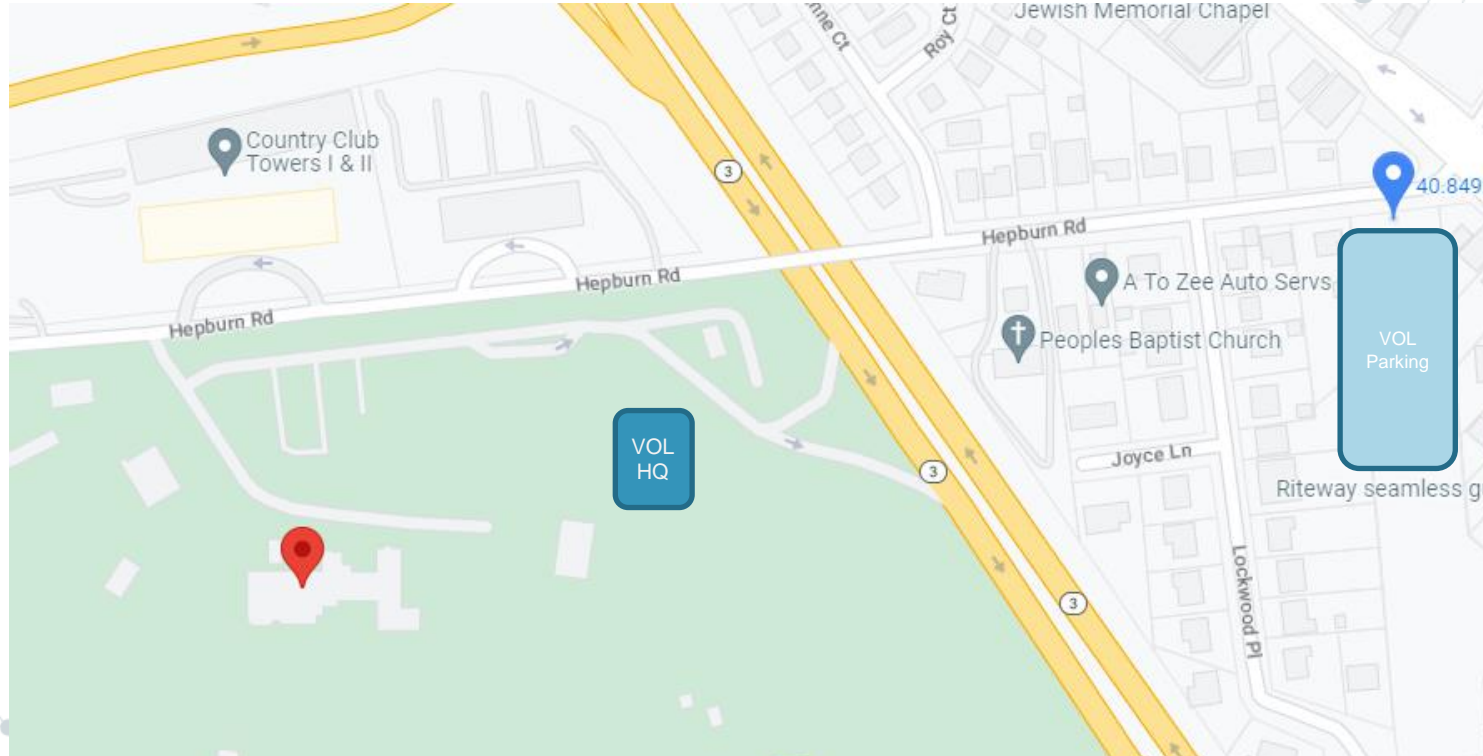 Jewish Memorial Chapel
Roy Ct
Country Club
Towers I & II
3
40.849
Hepburn Rd
Hepburn Rd
Hepburn Rd
A To Zee Auto Servs
Peoples Baptist Church
VOL
Parking
VOL
HQ
Joyce Ln
3
Riteway seamless g
Lockwood Pl
3